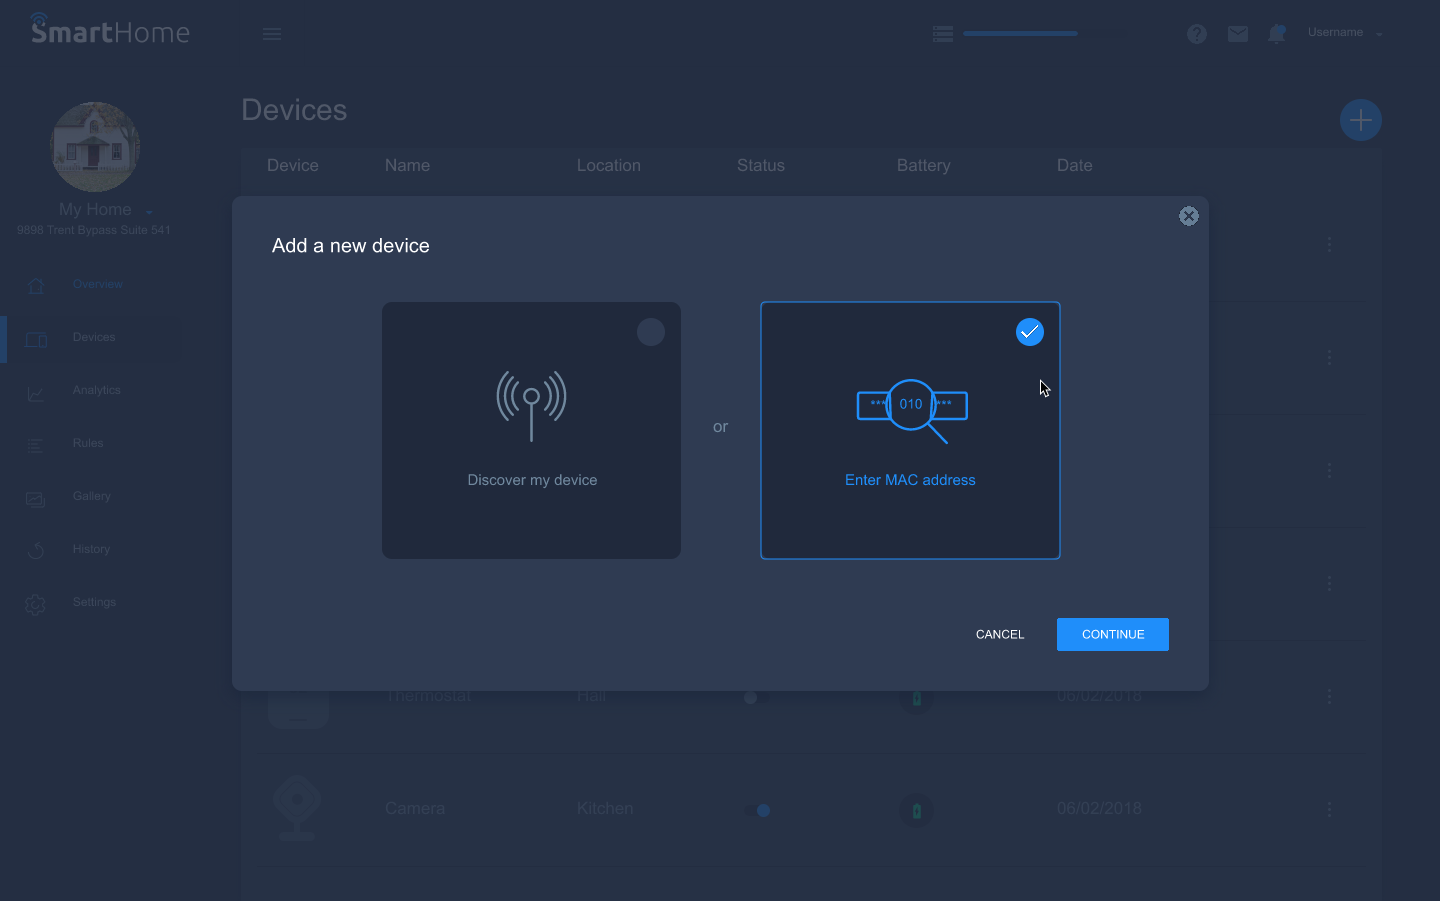 SmartHome
Username
Devices
Device Name Location Status Battery Date
My Home
9898 Trent Bypass Suite 541
Overview
Devices
Analytics
Rules
Gallery
History
Settings
Add a new device
Discover my device
or
*** 010 ***
Enter MAC address
CANCEL CONTINUE
Thermostat Hall 06/02/2018
Camera Kitchen 06/02/2018